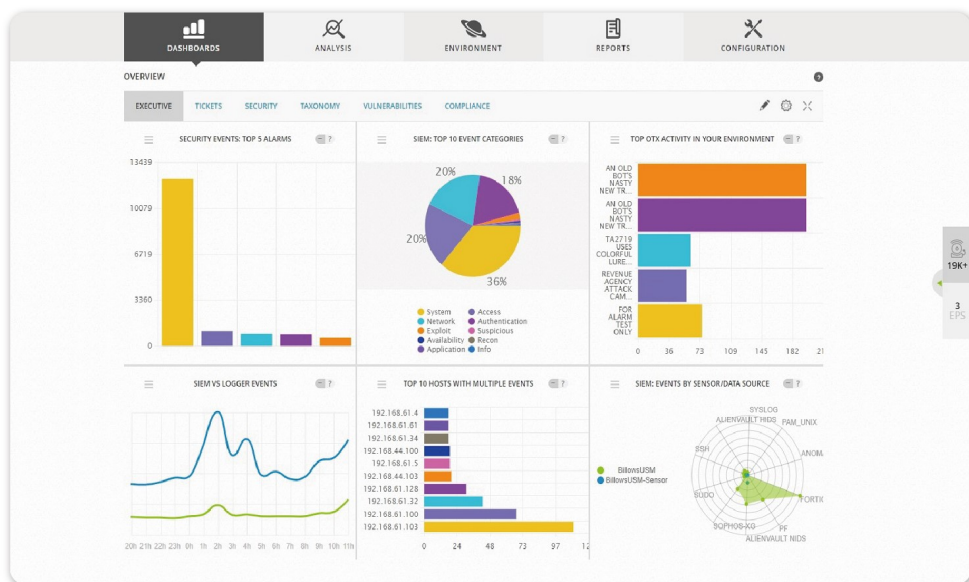 DASHBOARDS
ANALYSIS
ENVIRONMENT
REPORTS
CONFIGURATION
OVERVIEW
?
EXECUTIVE
TICKETS
SECURITY
TAXONOMY
VULNERABILITIES
COMPLIANCE
SECURITY EVENTS: TOP 5 ALARMS
?
13439
10079
6719
3360
0
SIEM: TOP 10 EVENT CATEGORIES
?
20%
18%
20%
36%
System
Access
Network
Authentication
Exploit
Suspicious
Availability
Recon
Application
Info
TOP OTX ACTIVITY IN YOUR ENVIRONMENT
?
AN OLD
BOT'S
NASTY
NEW TR...
AN OLD
BOT'S
NASTY
NEW TR...
TA2719
USES
COLORFUL
LURE...
REVENUE
AGENCY
ATTACK
CAM...
FOR
ALARM
TEST
ONLY
0 36 73 109 145 182 21
19K+
3
EPS
SIEM VS LOGGER EVENTS
?
20h 21h 22h 23h 0h 1h 2h 3h 4h 5h 6h 7h 8h 9h 10h 11h
TOP 10 HOSTS WITH MULTIPLE EVENTS
?
192.168.61.4
192.168.61.61
192.168.61.34
192.168.44.100
192.168.61.5
192.168.44.103
192.168.61.128
192.168.61.32
192.168.61.100
192.168.61.103
0 24 48 73 97 12
SIEM: EVENTS BY SENSOR/DATA SOURCE
?
BillowsUSM
BillowsUSM-Sensor
SYSLOG
ALIENVAULT HIDS
PAM_UNIX
SSH
ANOM
SUDO
FORTIG
SOPHOS-XG
PF
ALIENVAULT NIDS